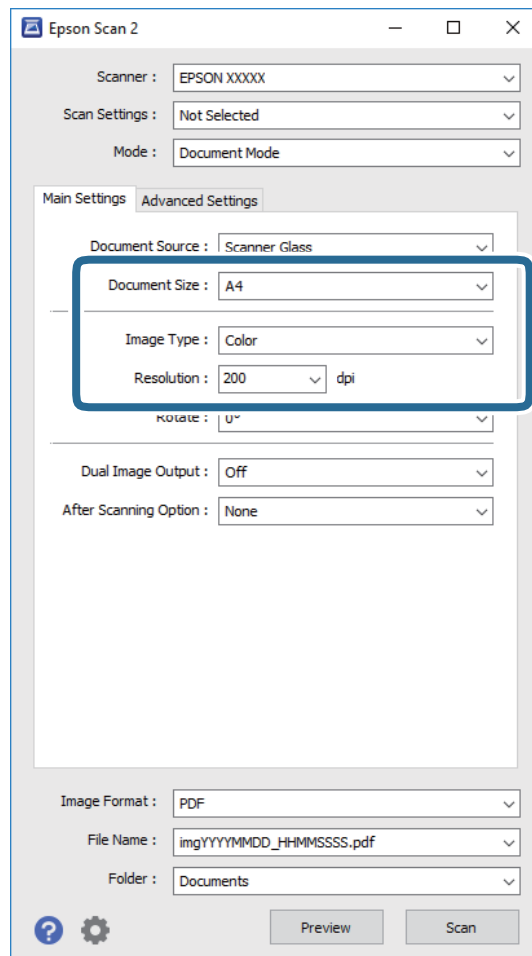 Epson Scan 2
Scanner : EPSON XXXXX
Scan Settings : Not Selected
Mode : Document Mode
Main Settings Advanced Settings
Document Source : Scanner Glass
Document Size : A4
Image Type : Color
Resolution : 200 dpi
Rotate : 0°
Dual Image Output : Off
After Scanning Option : None
Image Format : PDF
File Name : imgYYYYMMDD_HHMMSSSS.pdf
Folder : Documents
? Preview Scan